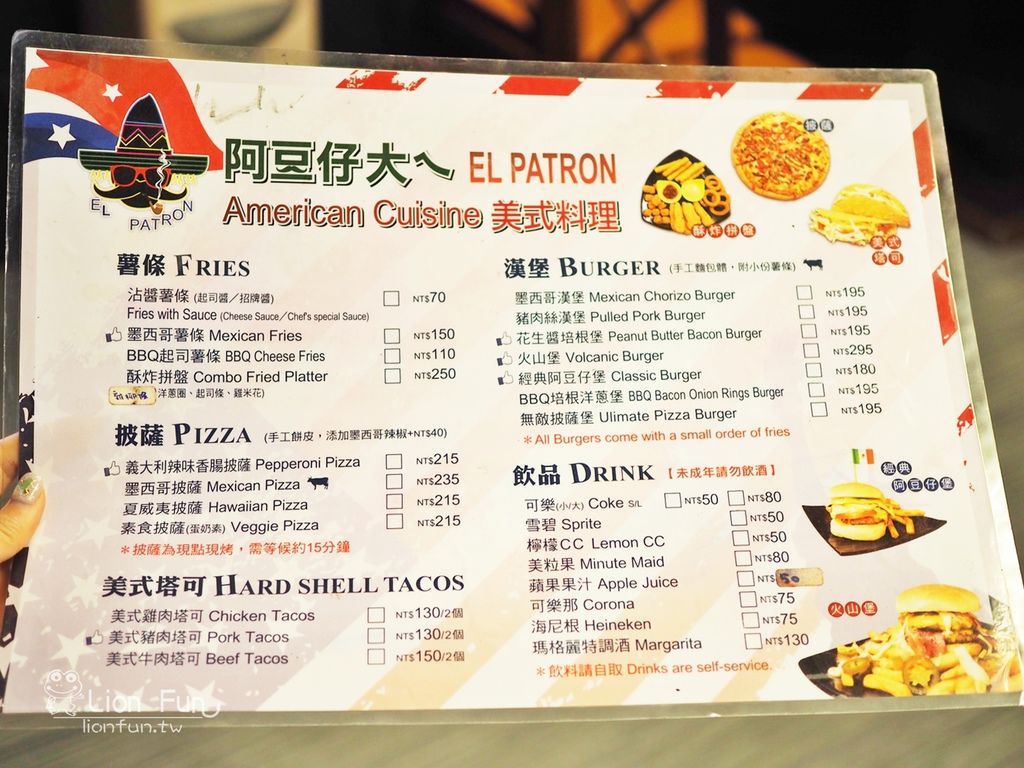 EL PATRON
阿豆仔大ㄟ EL PATRON
American Cuisine 美式料理
披薩
酥炸拼盤
美式
塔可
薯條 FRIES
沾醬薯條 (起司醬／招牌醬) NT$70
Fries with Sauce (Cheese Sauce／Chef's special Sauce)
墨西哥薯條 Mexican Fries NT$150
BBQ起司薯條 BBQ Cheese Fries NT$110
酥炸拼盤 Combo Fried Platter NT$250
洋蔥圈、起司條、雞米花)
披薩 PIZZA (手工餅皮，添加墨西哥辣椒+NT$40)
義大利辣味香腸披薩 Pepperoni Pizza NT$215
墨西哥披薩 Mexican Pizza NT$235
夏威夷披薩 Hawaiian Pizza NT$215
素食披薩(蛋奶素) Veggie Pizza NT$215
＊披薩為現點現烤，需等候約15分鐘
美式塔可 HARD SHELL TACOS
美式雞肉塔可 Chicken Tacos NT$130/2個
美式豬肉塔可 Pork Tacos NT$130/2個
美式牛肉塔可 Beef Tacos NT$150/2個
漢堡 BURGER (手工麵包體，附小份薯條)
墨西哥漢堡 Mexican Chorizo Burger NT$195
豬肉絲漢堡 Pulled Pork Burger NT$195
花生醬培根堡 Peanut Butter Bacon Burger NT$195
火山堡 Volcanic Burger NT$295
經典阿豆仔堡 Classic Burger NT$180
BBQ培根洋蔥堡 BBQ Bacon Onion Rings Burger NT$195
無敵披薩堡 Ulimate Pizza Burger NT$195
＊All Burgers come with a small order of fries
飲品 DRINK 【未成年請勿飲酒】
可樂(小/大) Coke S/L NT$50 NT$80
雪碧 Sprite NT$50
檸檬CC Lemon CC NT$50
美粒果 Minute Maid NT$80
蘋果果汁 Apple Juice NT$50
可樂那 Corona NT$75
海尼根 Heineken NT$75
瑪格麗特調酒 Margarita NT$130
＊飲料請自取 Drinks are self-service.
經典
阿豆仔堡
火山堡
Lion Fun
lionfun.tw